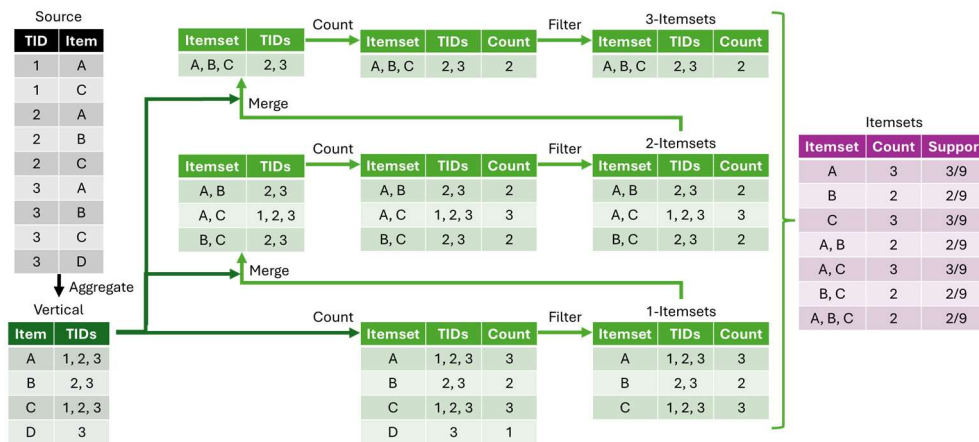 Source
TID Item
1 A
1 C
2 A
2 B
2 C
3 A
3 B
3 C
3 D
Aggregate
Vertical
Item TIDs
A 1, 2, 3
B 2, 3
C 1, 2, 3
D 3
Count
Filter
3-Itemsets
Itemset TIDs
A, B, C 2, 3
Itemset TIDs Count
A, B, C 2, 3 2
Itemset TIDs Count
A, B, C 2, 3 2
Merge
Count
Filter
2-Itemsets
Itemset TIDs
A, B 2, 3
A, C 1, 2, 3
B, C 2, 3
Itemset TIDs Count
A, B 2, 3 2
A, C 1, 2, 3 3
B, C 2, 3 2
Itemset TIDs Count
A, B 2, 3 2
A, C 1, 2, 3 3
B, C 2, 3 2
Merge
Count
Filter
1-Itemsets
Itemset TIDs Count
A 1, 2, 3 3
B 2, 3 2
C 1, 2, 3 3
D 3 1
Itemset TIDs Count
A 1, 2, 3 3
B 2, 3 2
C 1, 2, 3 3
Itemsets
Itemset Count Suppor
A 3 3/9
B 2 2/9
C 3 3/9
A, B 2 2/9
A, C 3 3/9
B, C 2 2/9
A, B, C 2 2/9